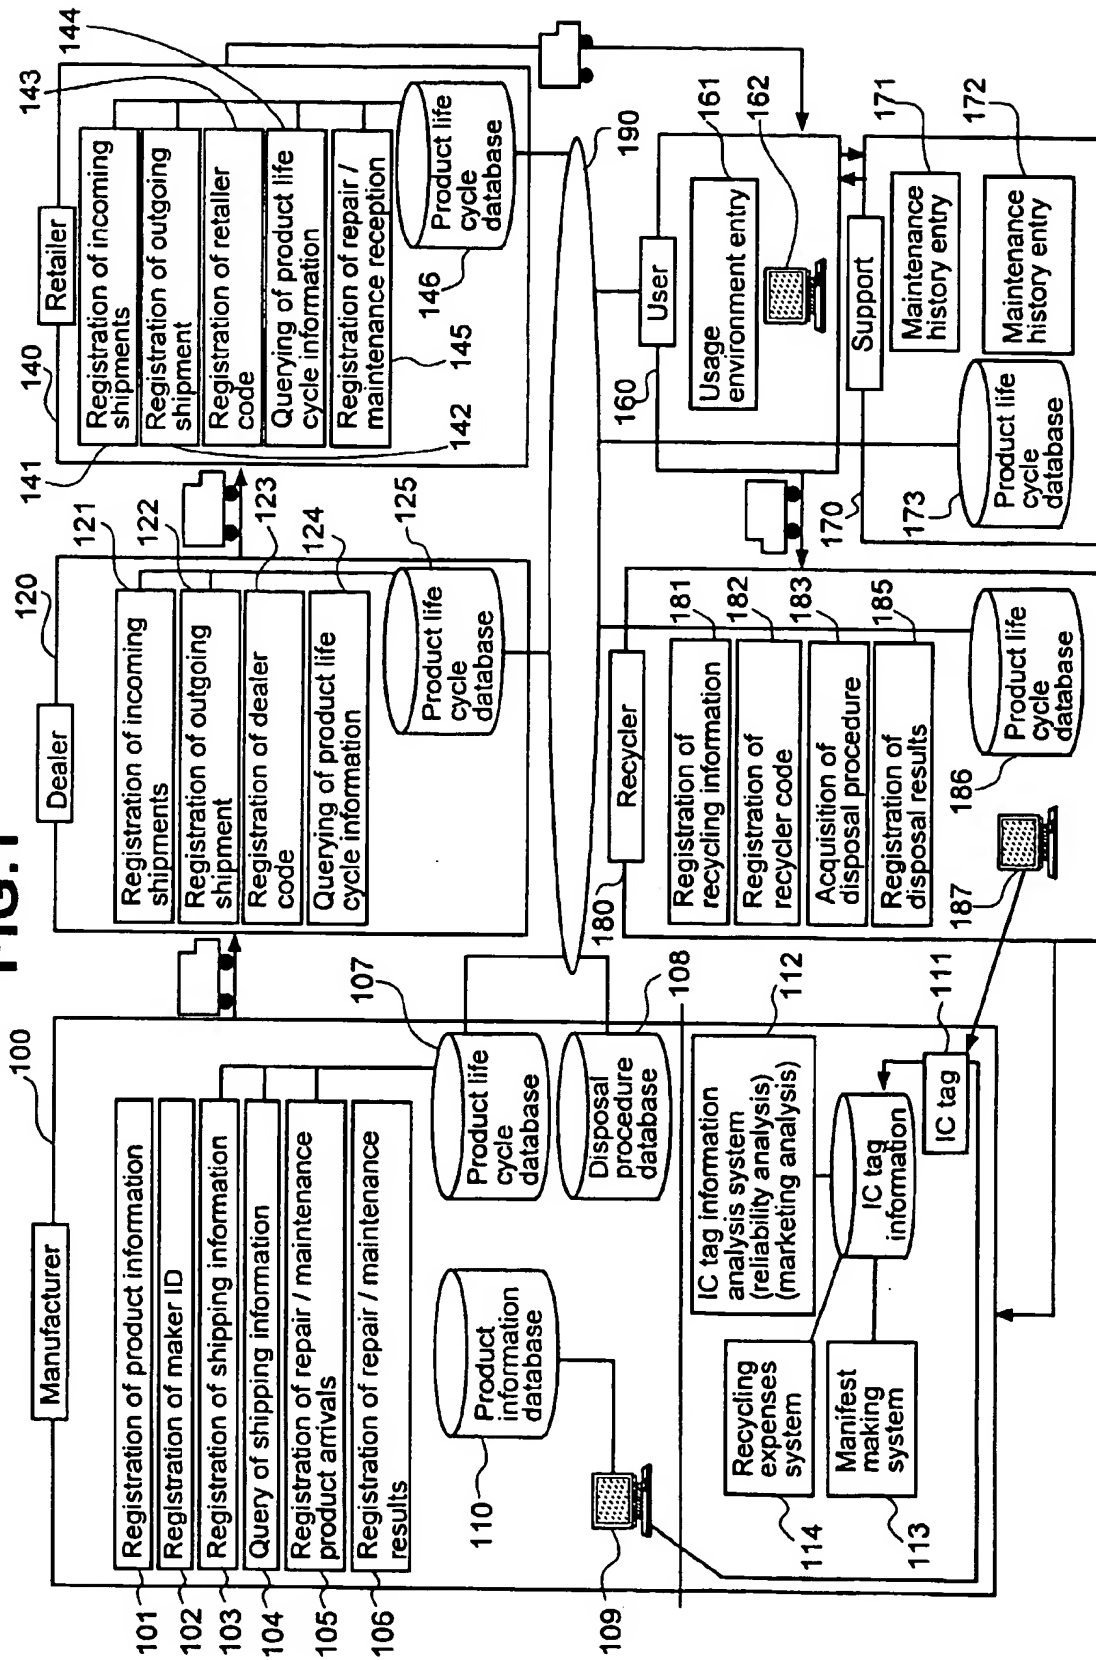 FIG.1
100
Manufacturer
101
Registration of product information
102
Registration of maker ID
103
Registration of shipping information
104
Query of shipping information
105
Registration of repair / maintenance
product arrivals
106
Registration of repair / maintenance
results
107
Product life
cycle
database
108
Disposal
procedure
database
110
Product
information
database
109
112
IC tag information
analysis system
(reliability analysis)
(marketing analysis)
111
IC tag
IC tag
information
Recycling
expenses
system
114
Manifest
making
system
113
120
Dealer
121
Registration of incoming
shipments
122
Registration of outgoing
shipment
123
Registration of dealer
code
124
Querying of product life
cycle information
125
Product life
cycle
database
140
Retailer
141
Registration of incoming
shipments
142
Registration of outgoing
shipment
143
Registration of retailer
code
144
Querying of product life
cycle information
145
Registration of repair /
maintenance reception
146
Product life
cycle
database
190
160
User
161
Usage
environment entry
162
170
Support
171
Maintenance
history entry
172
Maintenance
history entry
173
Product life
cycle
database
180
Recycler
181
Registration of
recycling information
182
Registration of
recycler code
183
Acquisition of
disposal procedure
185
Registration of
disposal results
186
Product life
cycle
database
187